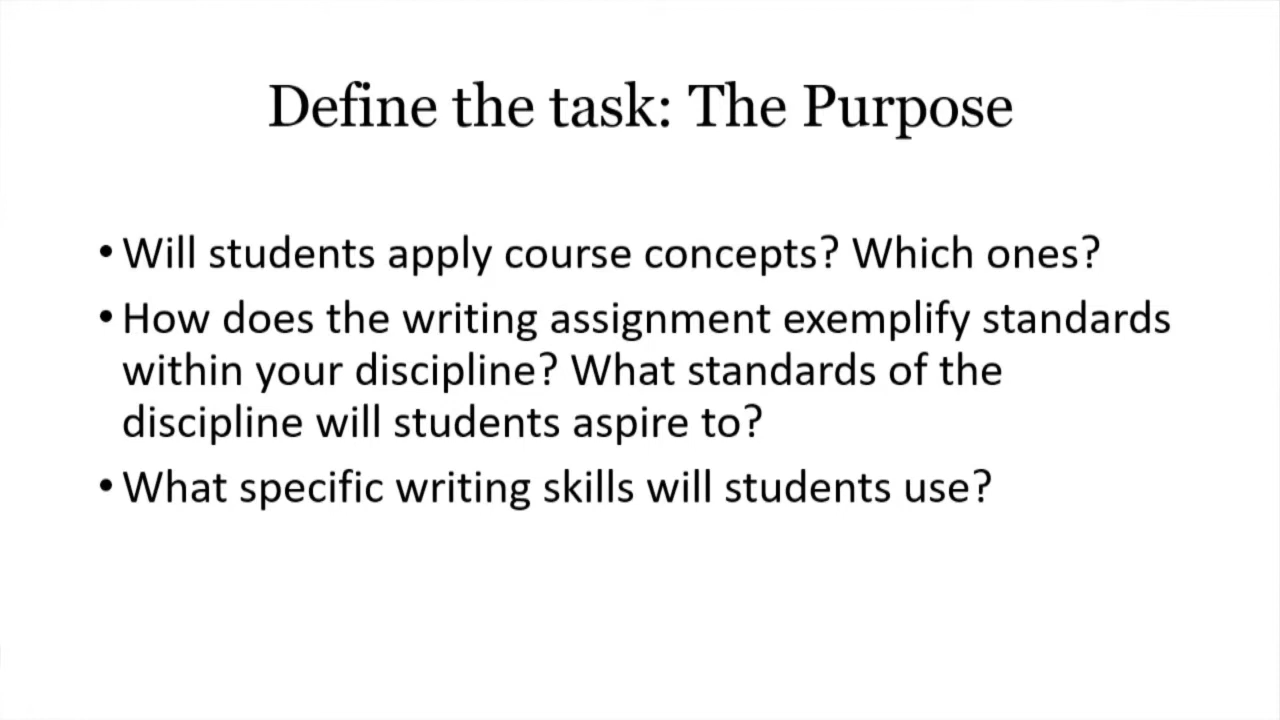 Define the task: The Purpose
• Will students apply course concepts? Which ones?
• How does the writing assignment exemplify standards
within your discipline? What standards of the
discipline will students aspire to?
• What specific writing skills will students use?